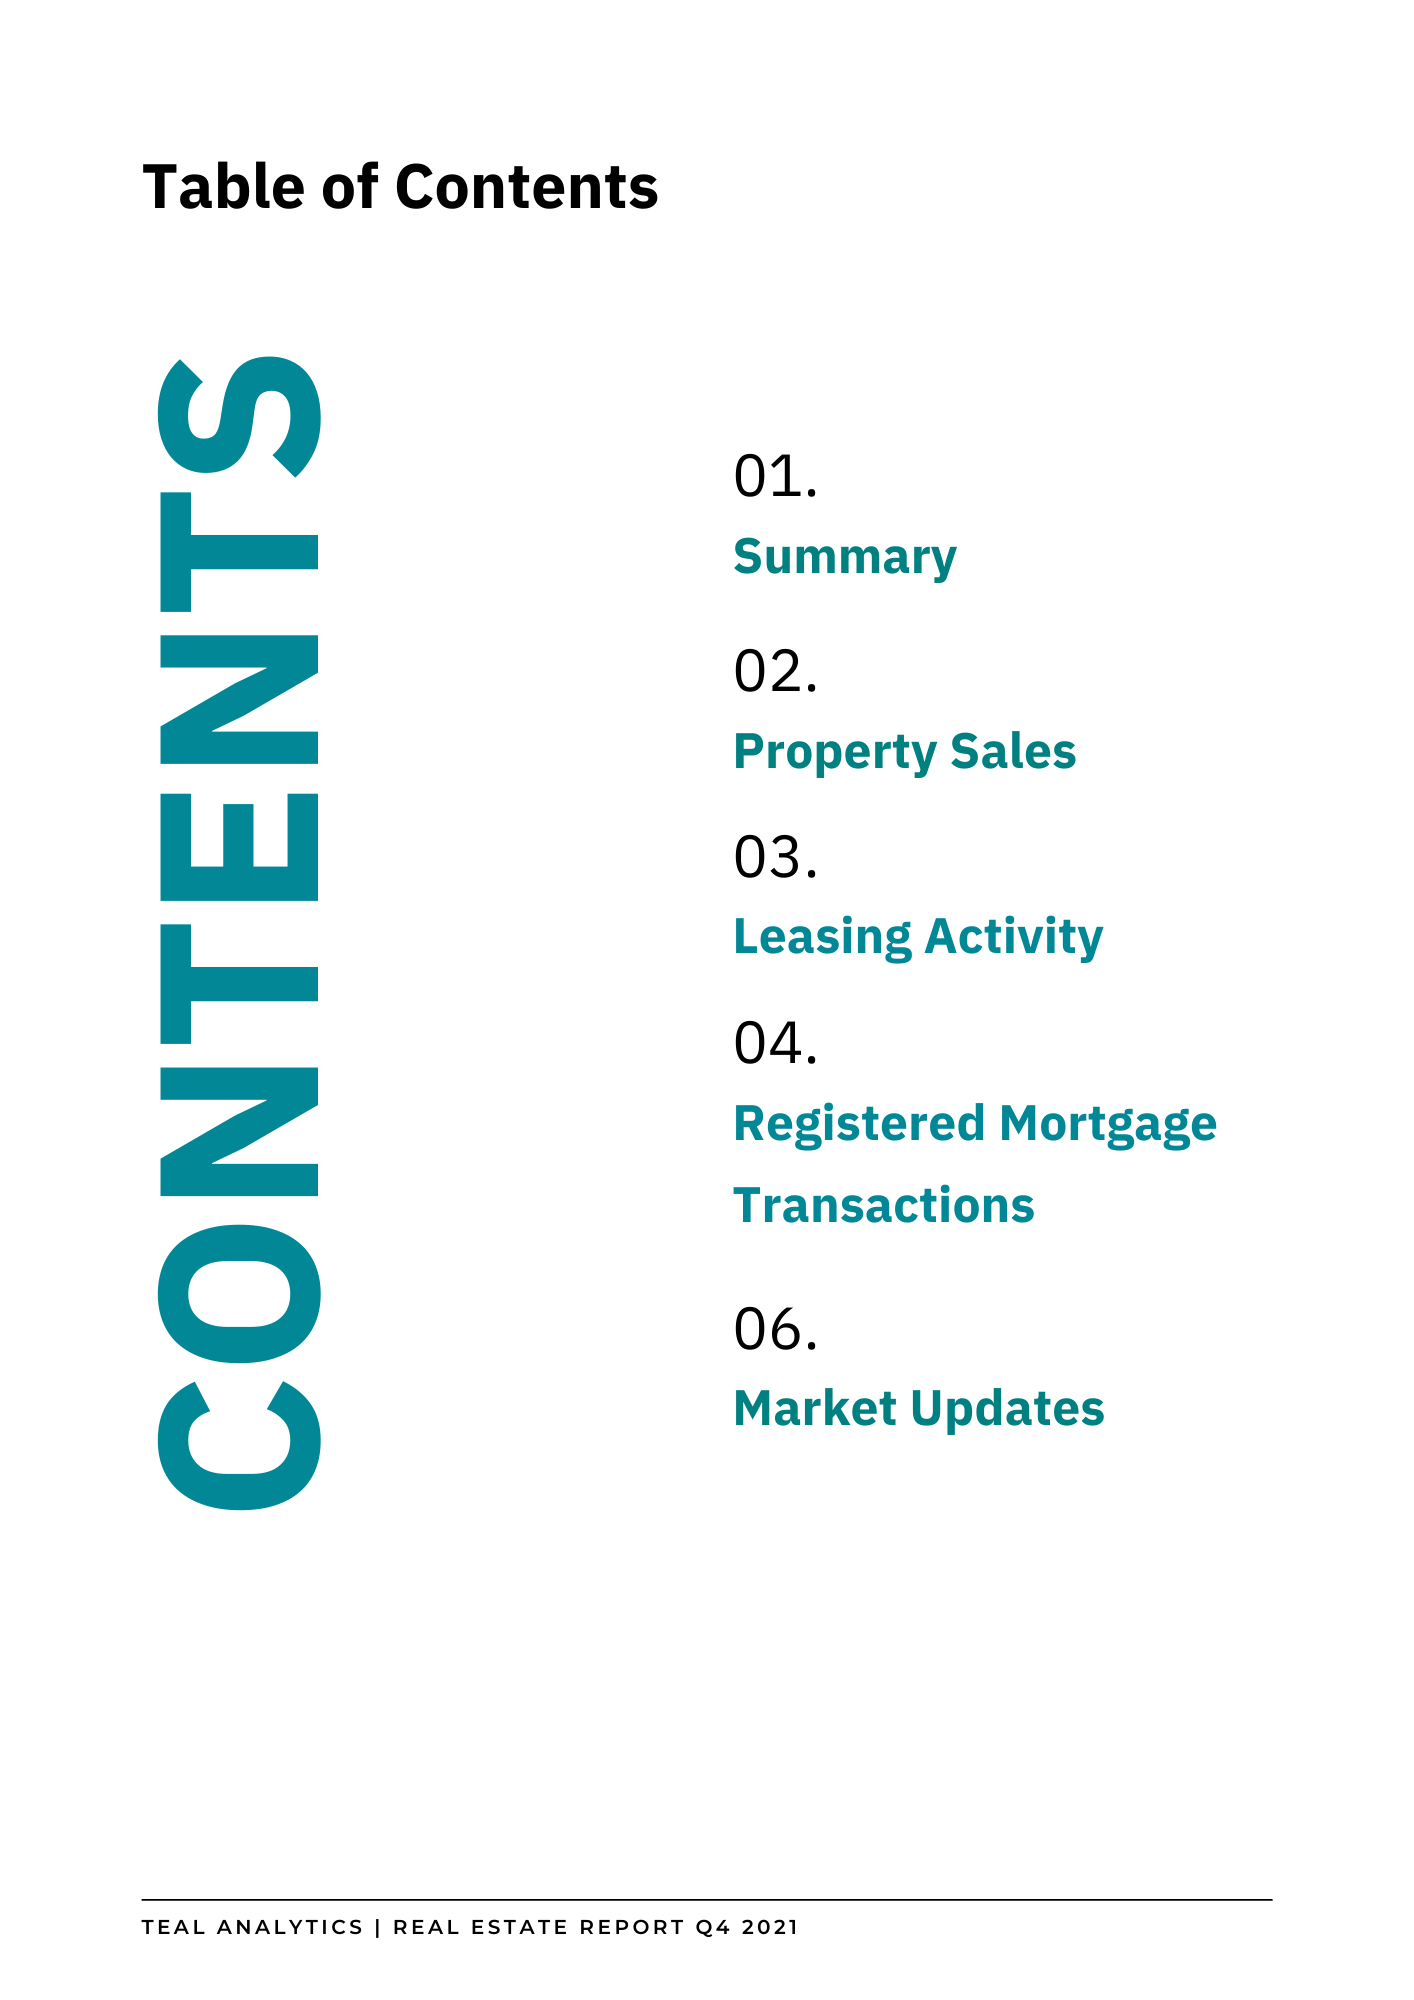 Table of Contents
CONTENTS
01.
Summary
02.
Property Sales
03.
Leasing Activity
04.
Registered Mortgage
Transactions
06.
Market Updates
TEAL ANALYTICS | REAL ESTATE REPORT Q4 2021